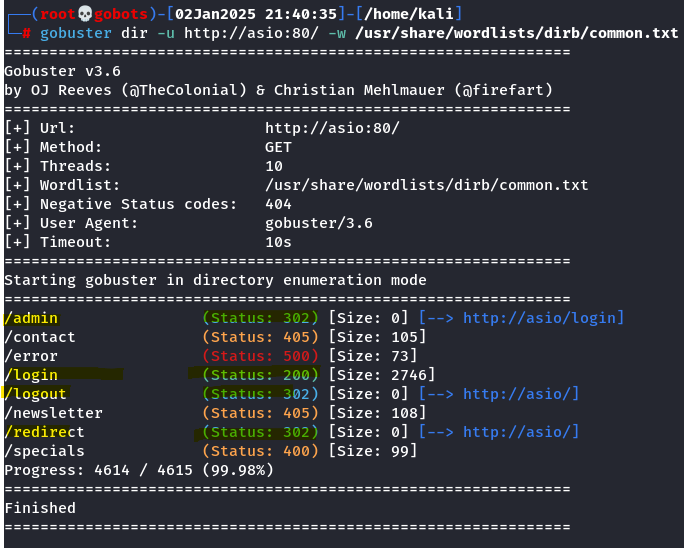 ┌──(root💀gobots)-[02Jan2025 21:40:35]-[/home/kali]
└─# gobuster dir -u http://asio:80/ -w /usr/share/wordlists/dirb/common.txt
===============================================================
Gobuster v3.6
by OJ Reeves (@TheColonial) & Christian Mehlmauer (@firefart)
===============================================================
[+] Url:                     http://asio:80/
[+] Method:                  GET
[+] Threads:                 10
[+] Wordlist:                /usr/share/wordlists/dirb/common.txt
[+] Negative Status codes:   404
[+] User Agent:              gobuster/3.6
[+] Timeout:                 10s
===============================================================
Starting gobuster in directory enumeration mode
===============================================================
/admin                (Status: 302) [Size: 0] [--> http://asio/login]
/contact              (Status: 405) [Size: 105]
/error                (Status: 500) [Size: 73]
/login                (Status: 200) [Size: 2746]
/logout               (Status: 302) [Size: 0] [--> http://asio/]
/newsletter           (Status: 405) [Size: 108]
/redirect             (Status: 302) [Size: 0] [--> http://asio/]
/specials             (Status: 400) [Size: 99]
Progress: 4614 / 4615 (99.98%)
===============================================================
Finished
===============================================================